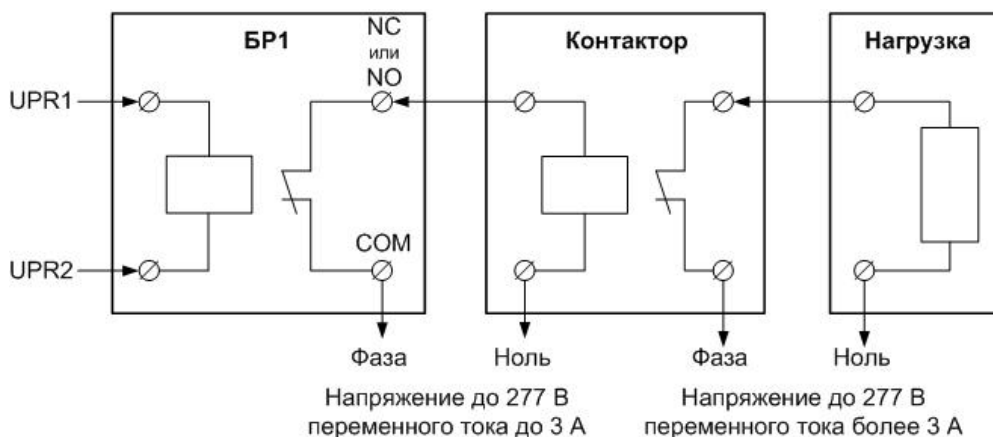 БР1
NC
или
NO
Контактор
Нагрузка
UPR1
UPR2
COM
Фаза
Ноль
Фаза
Ноль
Напряжение до 277 В
переменного тока до 3 А
Напряжение до 277 В
переменного тока более 3 А